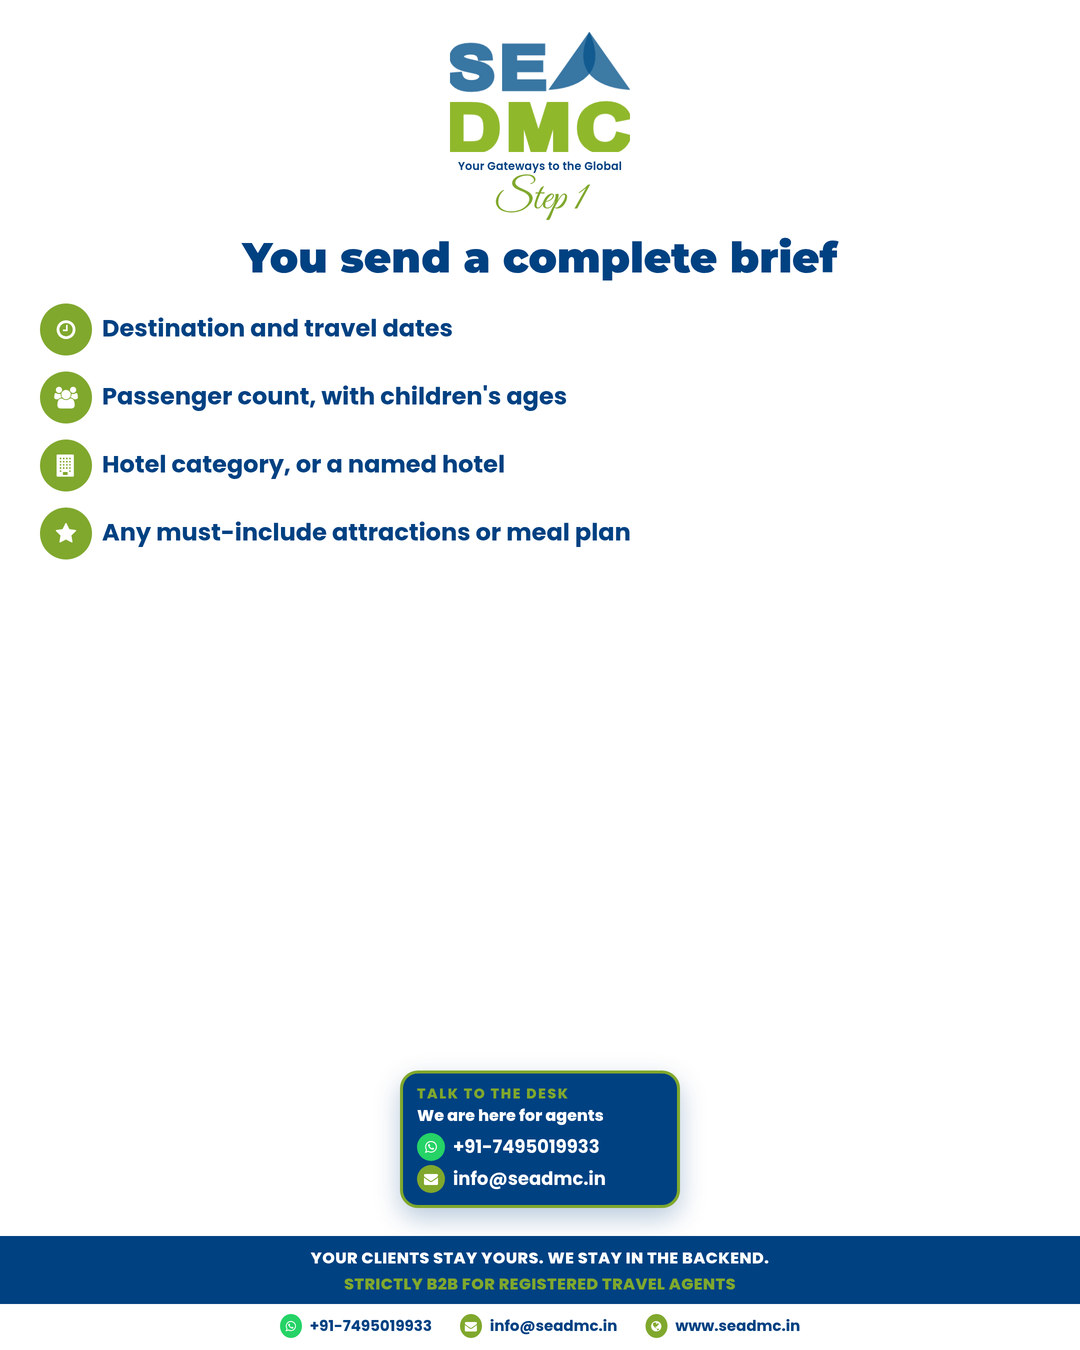 SEA
DMC
Your Gateways to the Global
Step 1
You send a complete brief
Destination and travel dates
Passenger count, with children's ages
Hotel category, or a named hotel
Any must-include attractions or meal plan
TALK TO THE DESK
We are here for agents
+91-7495019933
info@seadmc.in
YOUR CLIENTS STAY YOURS. WE STAY IN THE BACKEND.
STRICTLY B2B FOR REGISTERED TRAVEL AGENTS
+91-7495019933 info@seadmc.in www.seadmc.in